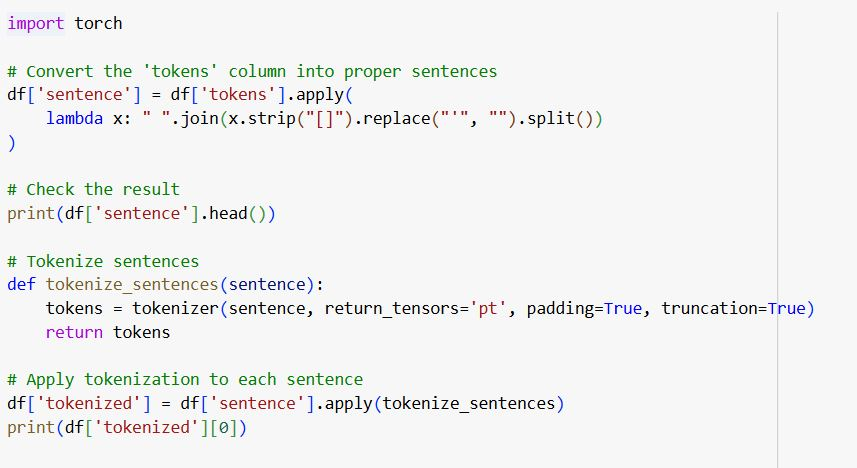 import torch
# Convert the 'tokens' column into proper sentences
df['sentence'] = df['tokens'].apply(
    lambda x: " ".join(x.strip("[]").replace("'", "").split())
)
# Check the result
print(df['sentence'].head())
# Tokenize sentences
def tokenize_sentences(sentence):
    tokens = tokenizer(sentence, return_tensors='pt', padding=True, truncation=True)
    return tokens
# Apply tokenization to each sentence
df['tokenized'] = df['sentence'].apply(tokenize_sentences)
print(df['tokenized'][0])